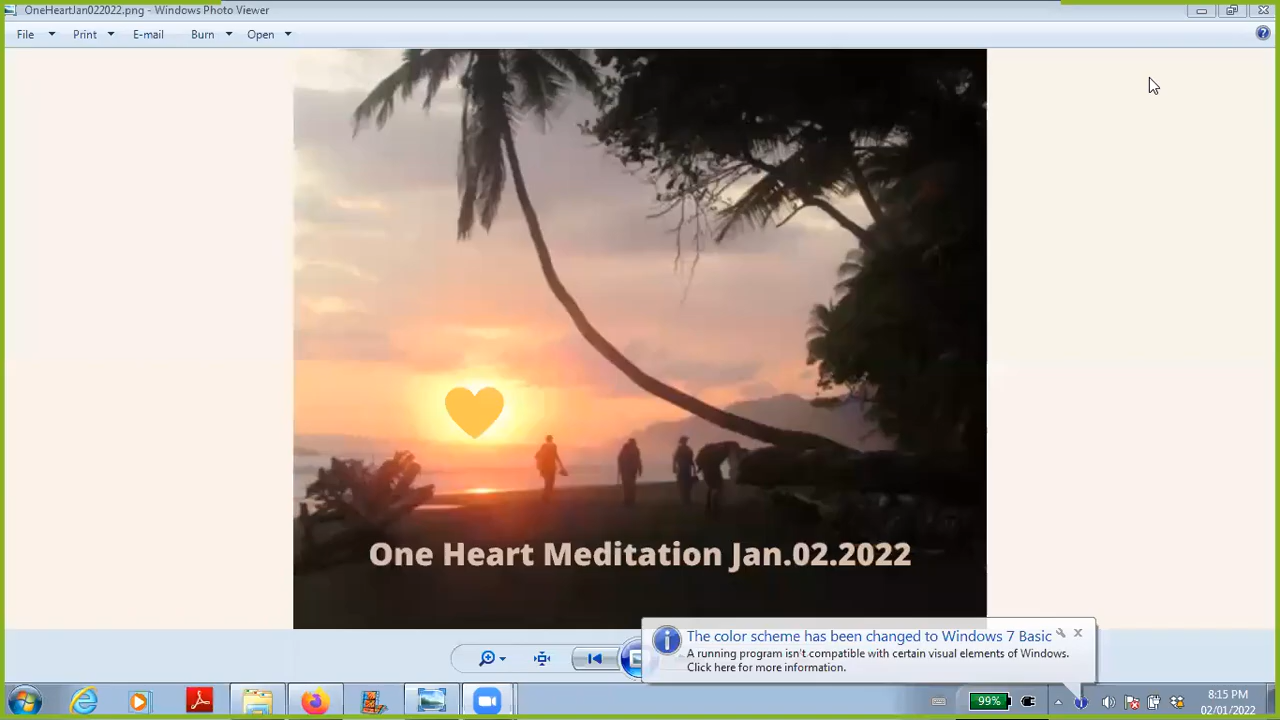 OneHeartJan022022.png - Windows Photo Viewer
File Print E-mail Burn Open
One Heart Meditation Jan.02.2022
The color scheme has been changed to Windows 7 Basic
A running program isn't compatible with certain visual elements of Windows.
Click here for more information.
99%
8:15 PM
02/01/2022